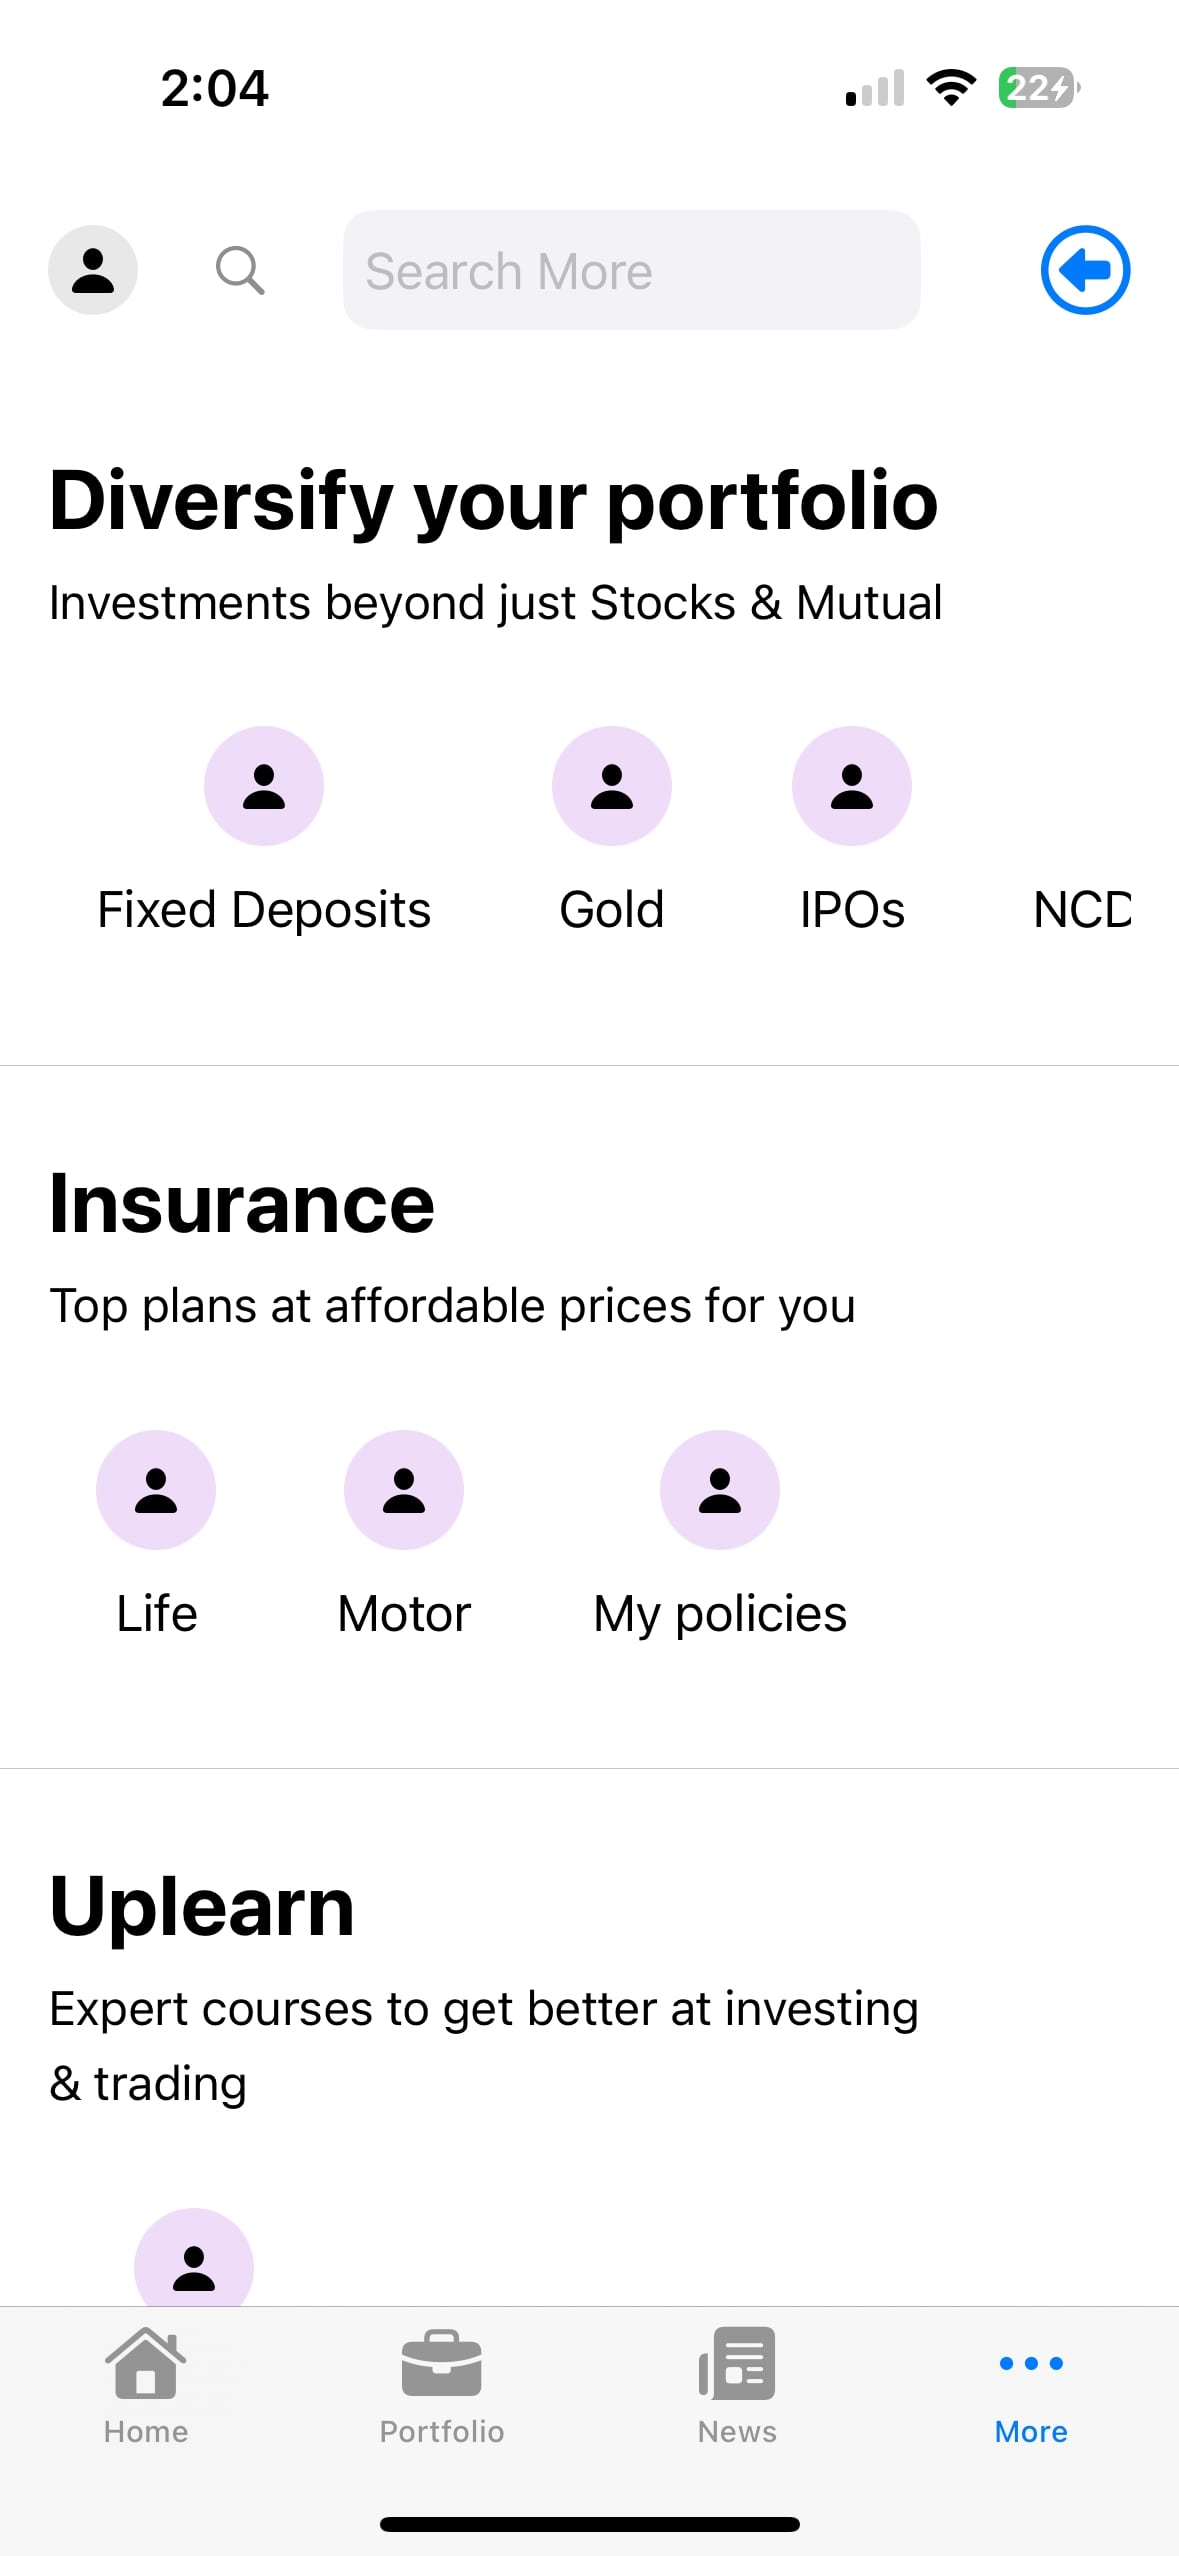 2:04
22
Search More
Diversify your portfolio
Investments beyond just Stocks & Mutual
Fixed Deposits Gold IPOs NCD
Insurance
Top plans at affordable prices for you
Life Motor My policies
Uplearn
Expert courses to get better at investing
& trading
Home Portfolio News More